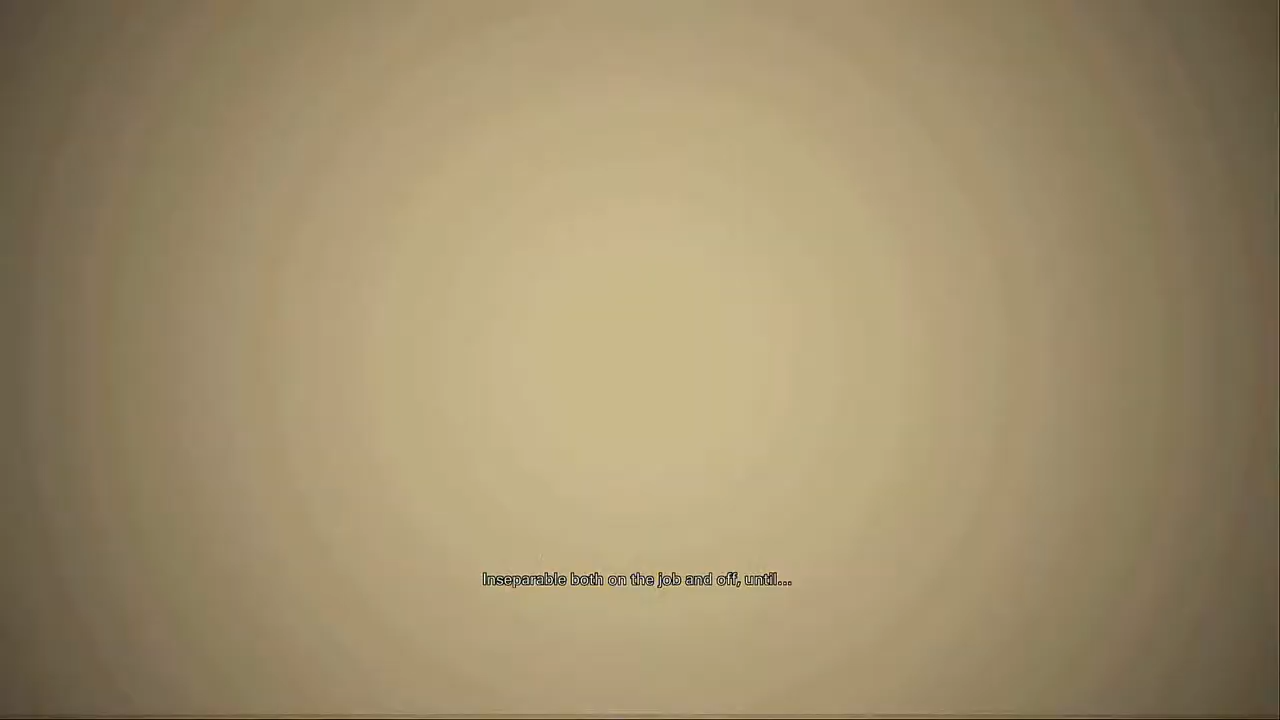 Inseparable both on the job and off, until...